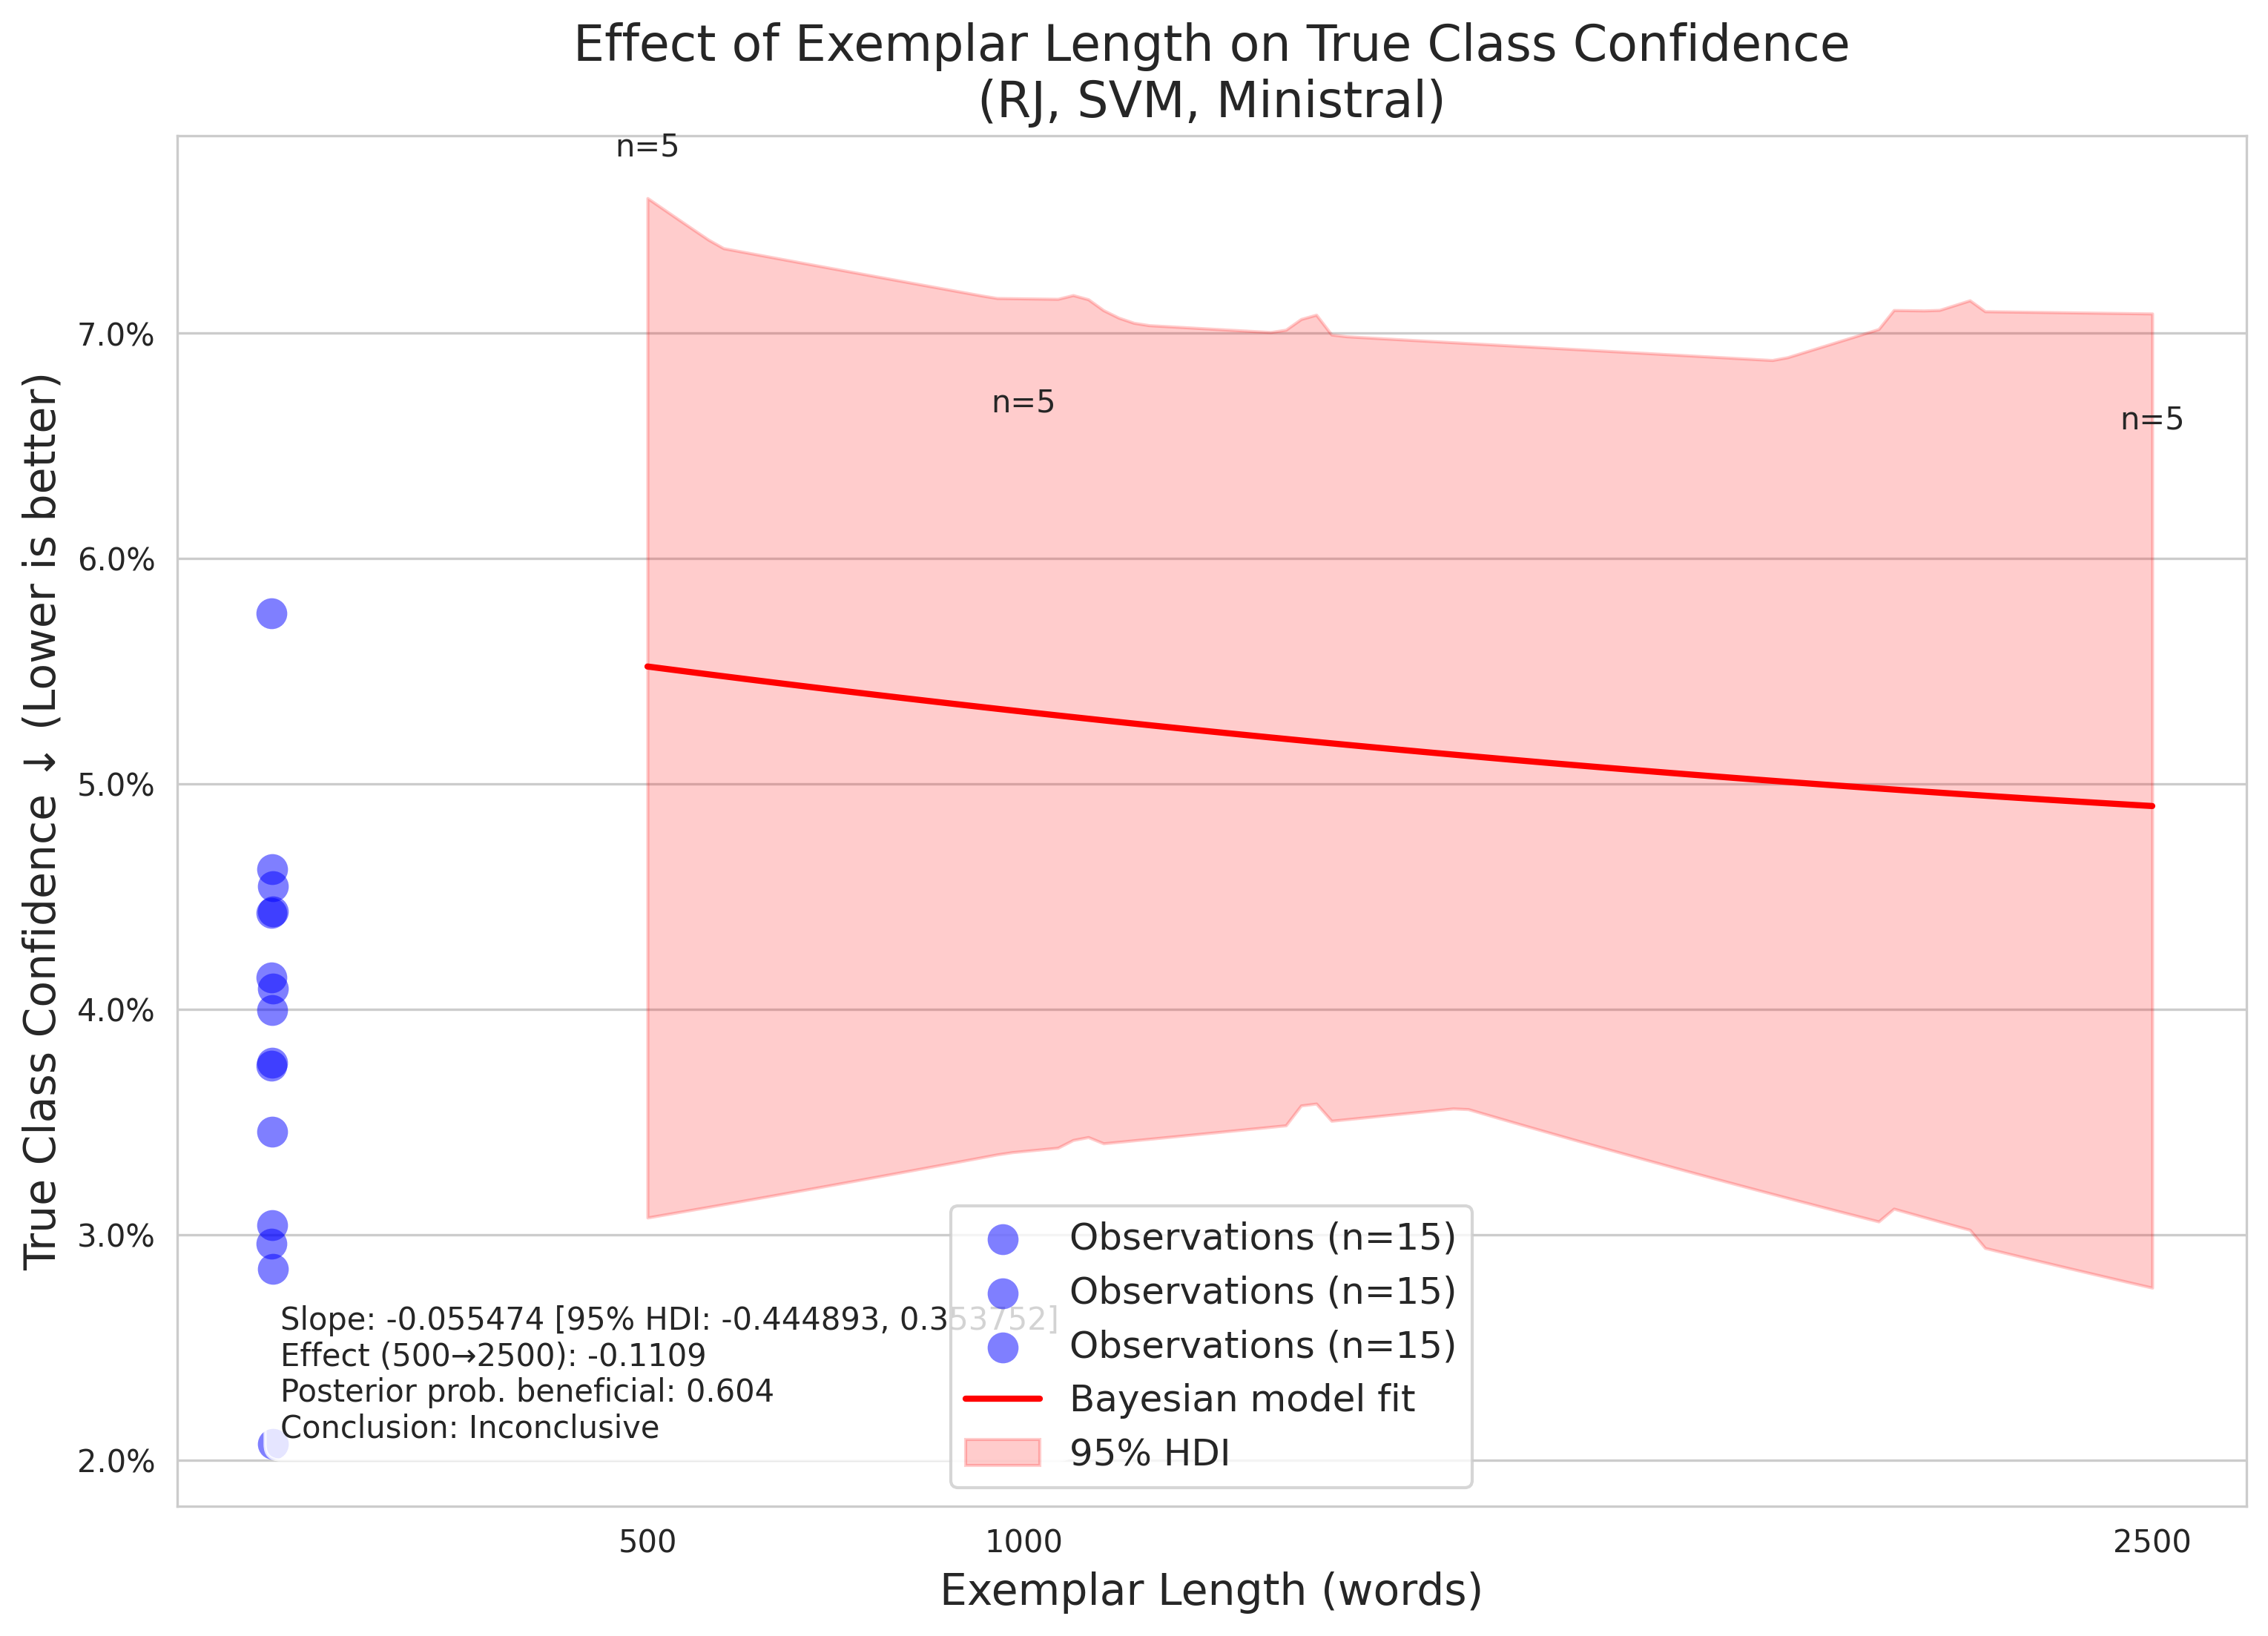 Effect of Exemplar Length on True Class Confidence
(RJ, SVM, Ministral)
n=5
n=5
n=5
True Class Confidence ↓ (Lower is better)
7.0%
6.0%
5.0%
4.0%
3.0%
2.0%
Slope: -0.055474 [95% HDI: -0.444893, 0.353752]
Effect (500→2500): -0.1109
Posterior prob. beneficial: 0.604
Conclusion: Inconclusive
Observations (n=15)
Observations (n=15)
Observations (n=15)
Bayesian model fit
95% HDI
500
1000
2500
Exemplar Length (words)